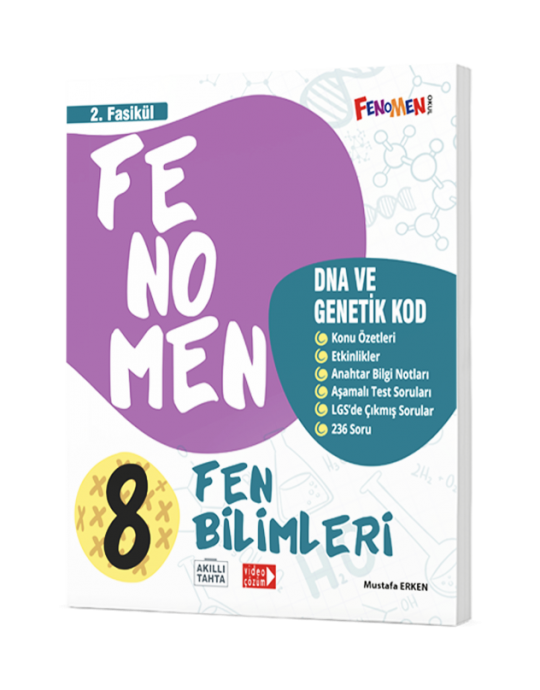 2. Fasikül
FENOMEN
OKUL
FE
NO
MEN
DNA VE
GENETİK KOD
Konu Özetleri
Etkinlikler
Anahtar Bilgi Notları
Aşamalı Test Soruları
LGS'de Çıkmış Sorular
236 Soru
8
FEN
BİLİMLERİ
AKILLI
TAHTA
video
çözüm
H₂O
Mustafa ERKEN